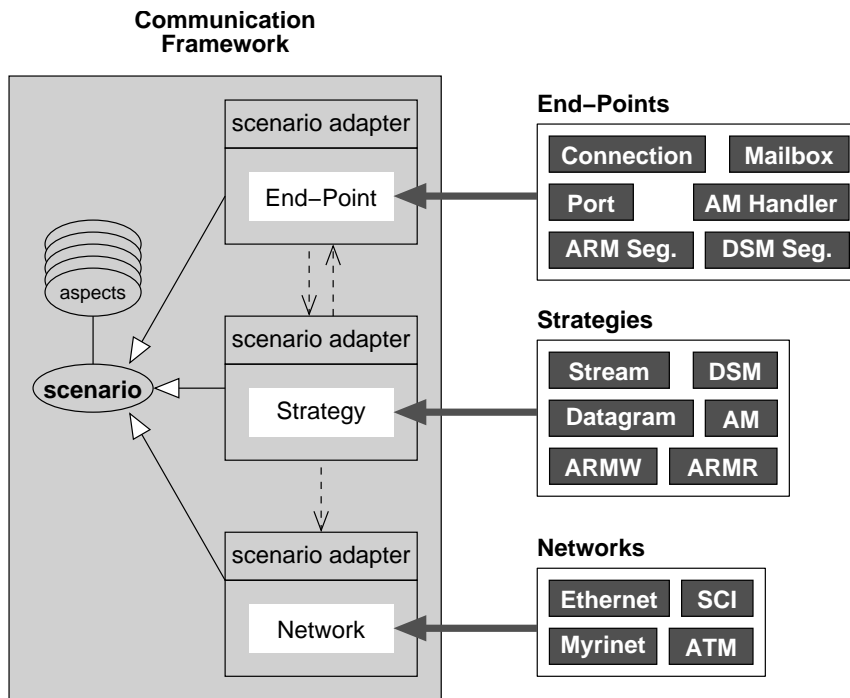 Communication
Framework
scenario adapter
End−Point
aspects
scenario
scenario adapter
Strategy
scenario adapter
Network
End−Points
Connection Mailbox
Port AM Handler
ARM Seg. DSM Seg.
Strategies
Stream DSM
Datagram AM
ARMW ARMR
Networks
Ethernet SCI
Myrinet ATM